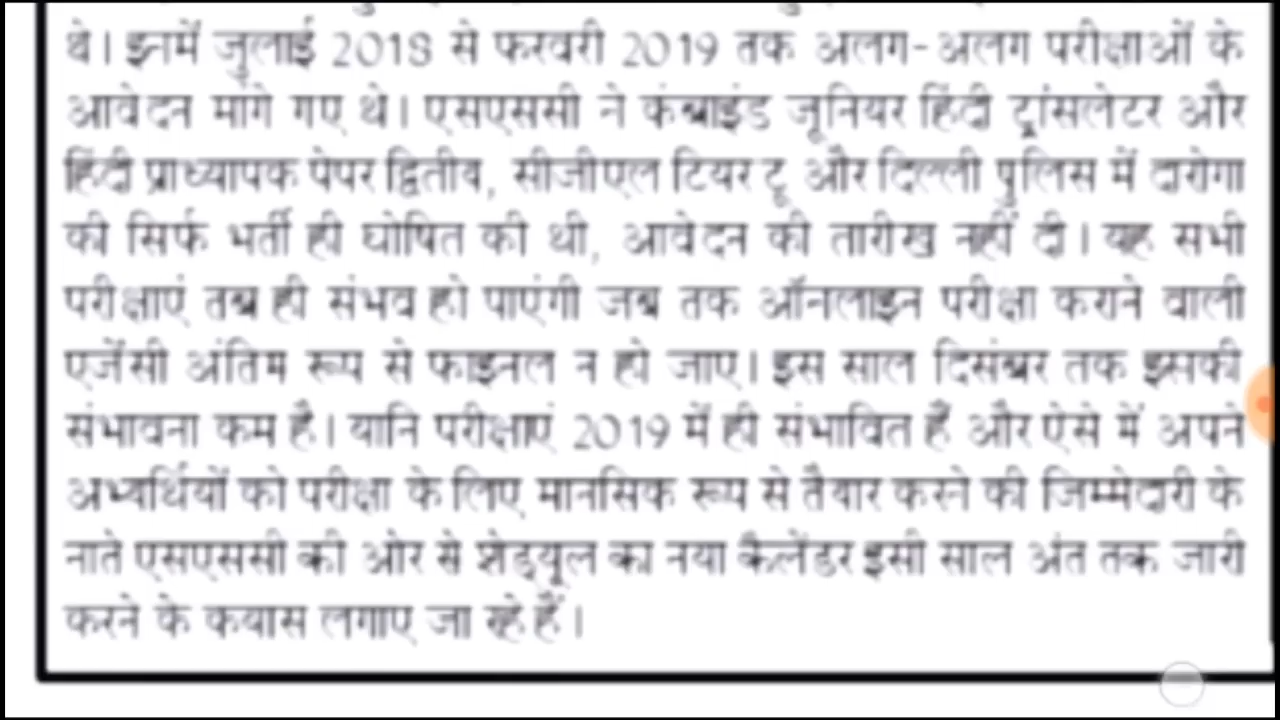 थे। इनमें जुलाई 2018 से फरवरी 2019 तक अलग-अलग परीक्षाओं के
आवेदन मांगे गए थे। एसएससी ने कंबाइंड जूनियर हिंदी ट्रांसलेटर और
हिंदी प्राध्यापक पेपर द्वितीय, सीजीएल टियर टू और दिल्ली पुलिस में दारोगा
की सिर्फ भर्ती ही घोषित की थी, आवेदन की तारीख नहीं दी। यह सभी
परीक्षाएं तब ही संभव हो पाएंगी जब तक ऑनलाइन परीक्षा कराने वाली
एजेंसी अंतिम रूप से फाइनल न हो जाए। इस साल दिसंबर तक इसकी
संभावना कम है। यानि परीक्षाएं 2019 में ही संभावित हैं और ऐसे में अपने
अभ्यर्थियों को परीक्षा के लिए मानसिक रूप से तैयार करने की जिम्मेदारी के
नाते एसएससी की ओर से शेड्यूल का नया कैलेंडर इसी साल अंत तक जारी
करने के कयास लगाए जा रहे हैं।